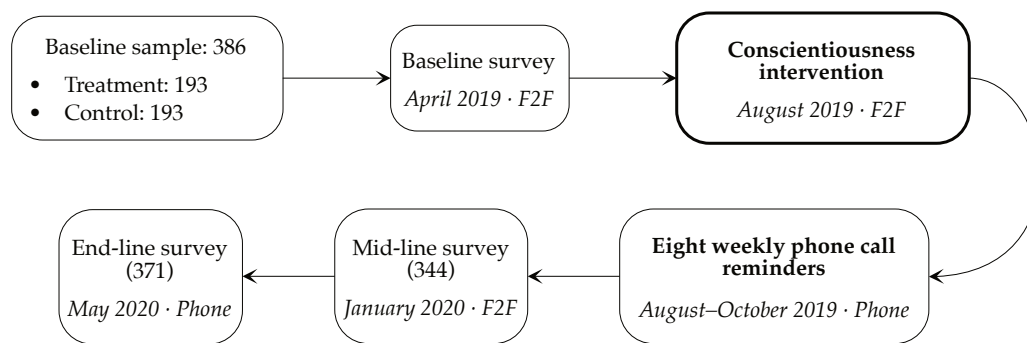 Baseline sample: 386
• Treatment: 193
• Control: 193
Baseline survey
April 2019 · F2F
Conscientiousness
intervention
August 2019 · F2F
Eight weekly phone call
reminders
August–October 2019 · Phone
Mid-line survey
(344)
January 2020 · F2F
End-line survey
(371)
May 2020 · Phone